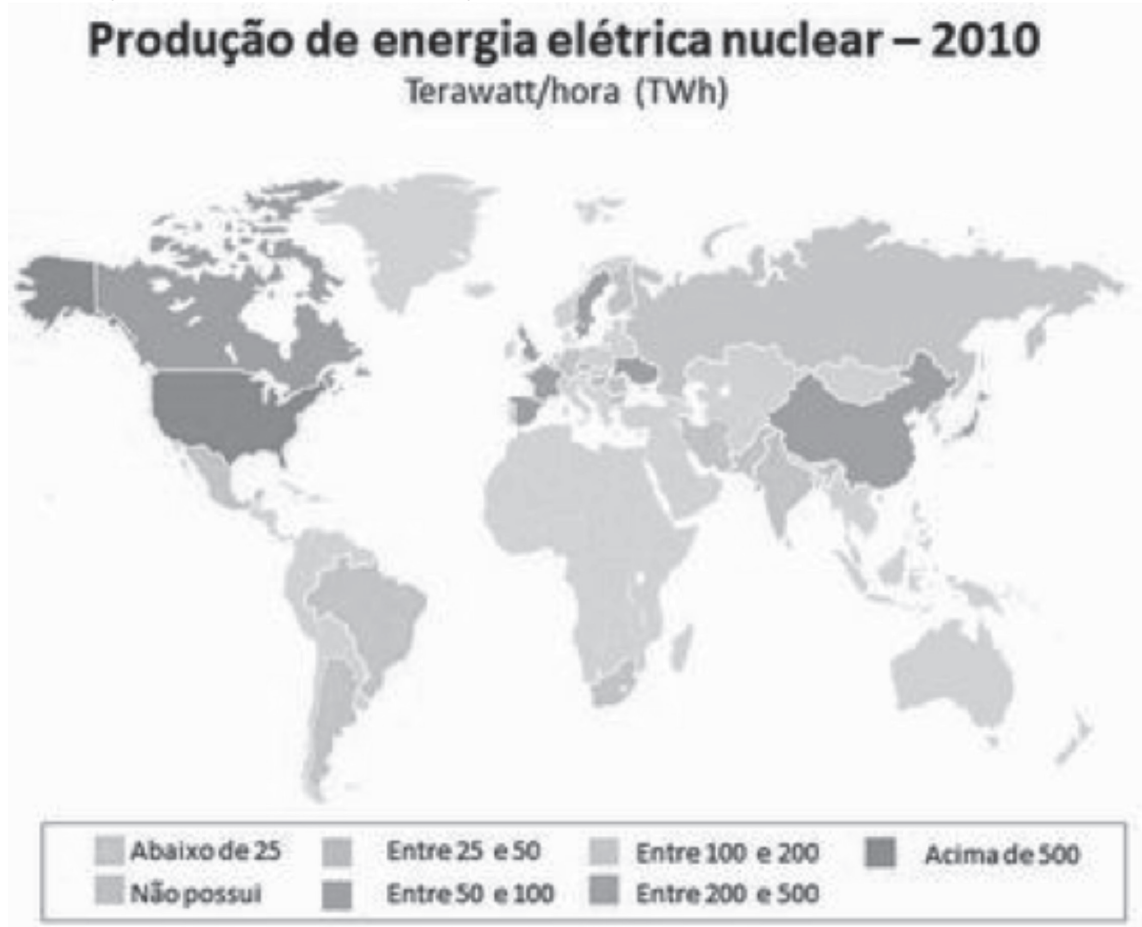 Produção de energia elétrica nuclear – 2010
Terawatt/hora (TWh)
Abaixo de 25 Entre 25 e 50 Entre 100 e 200 Acima de 500
Não possui Entre 50 e 100 Entre 200 e 500